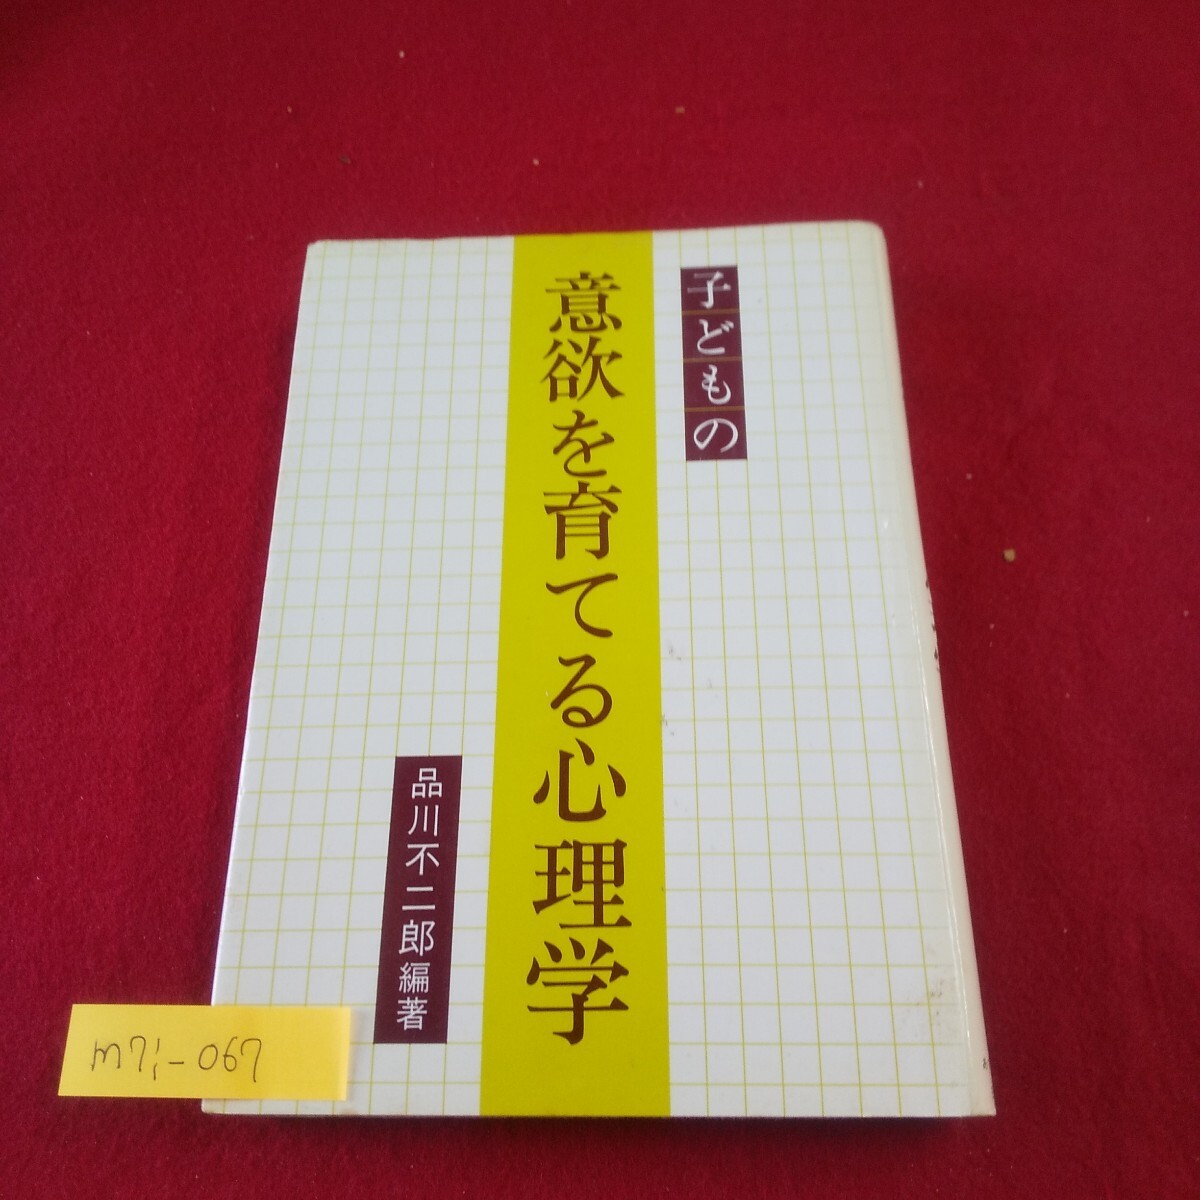 子どもの
意欲を育てる心理学
品川不二郎編著
m7i-067